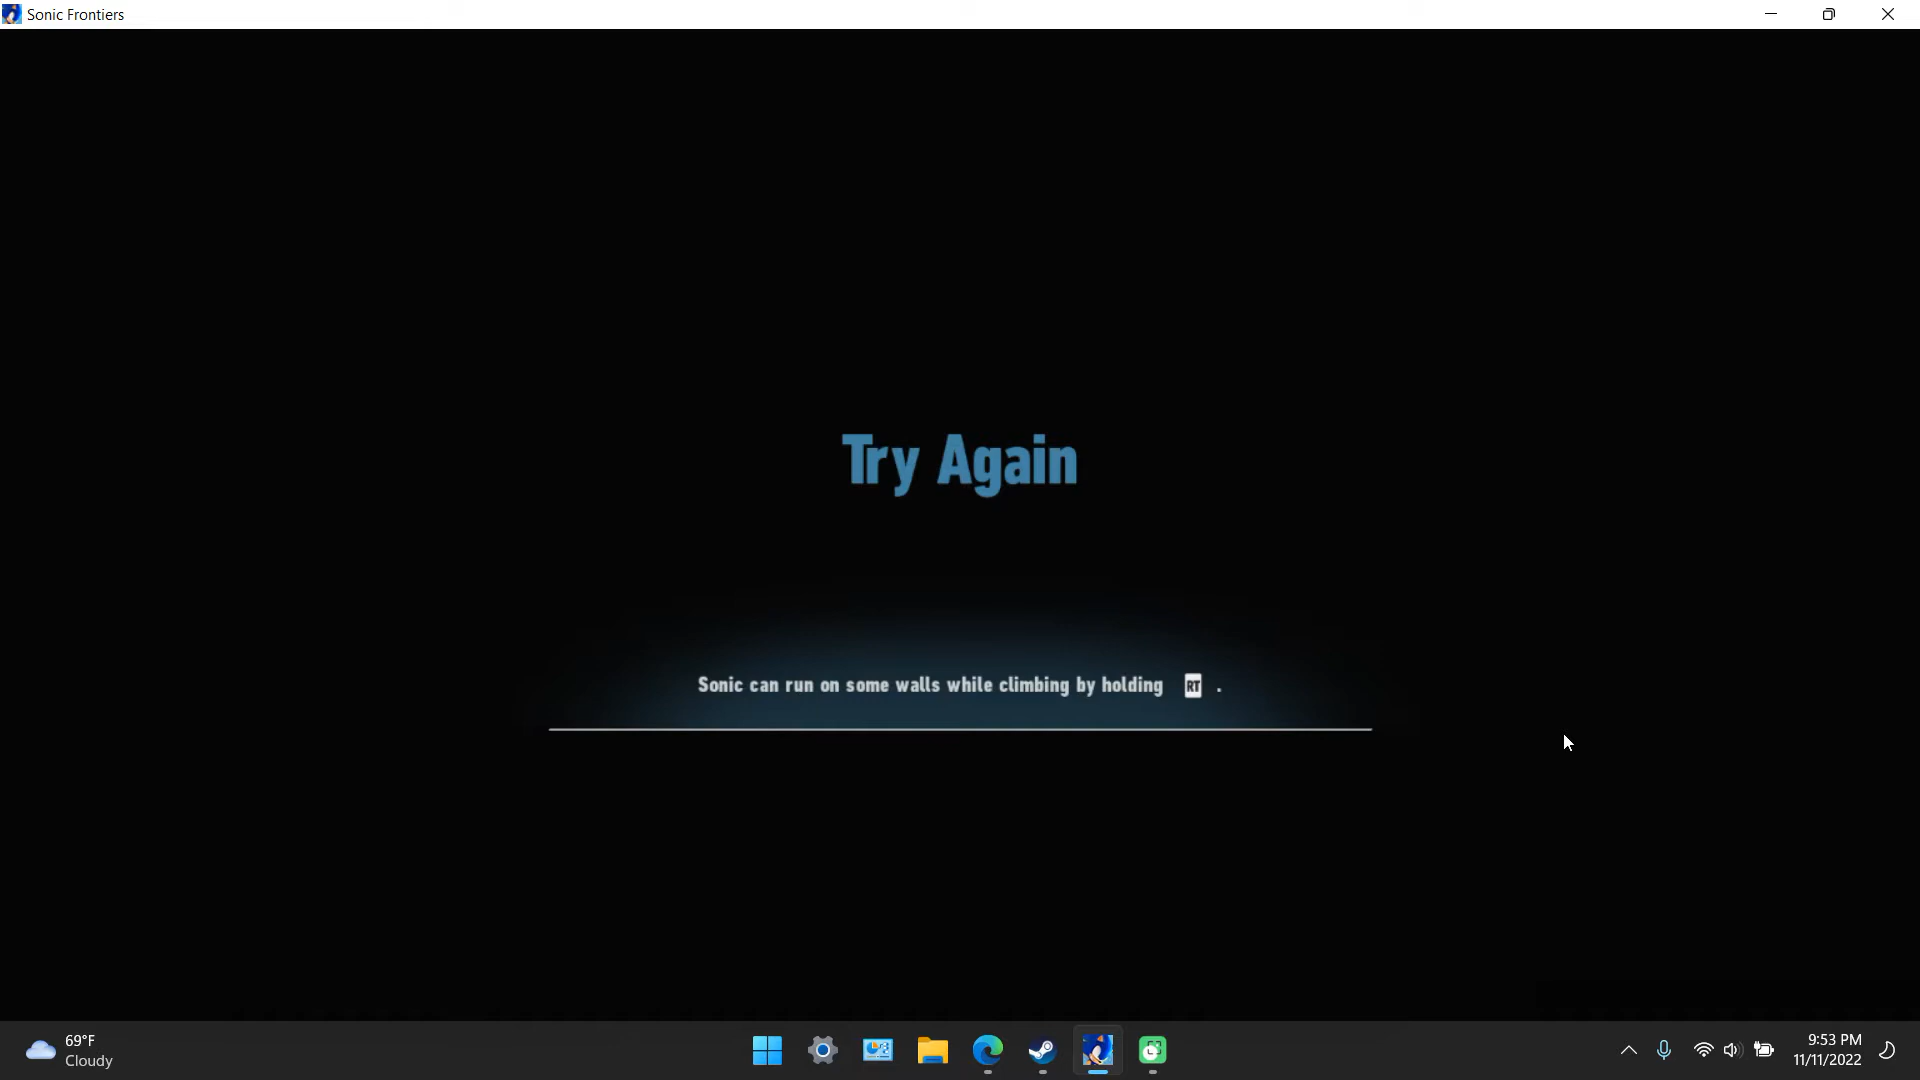 Sonic Frontiers
Try Again
Sonic can run on some walls while climbing by holding RT .
69°F
Cloudy
9:53 PM
11/11/2022